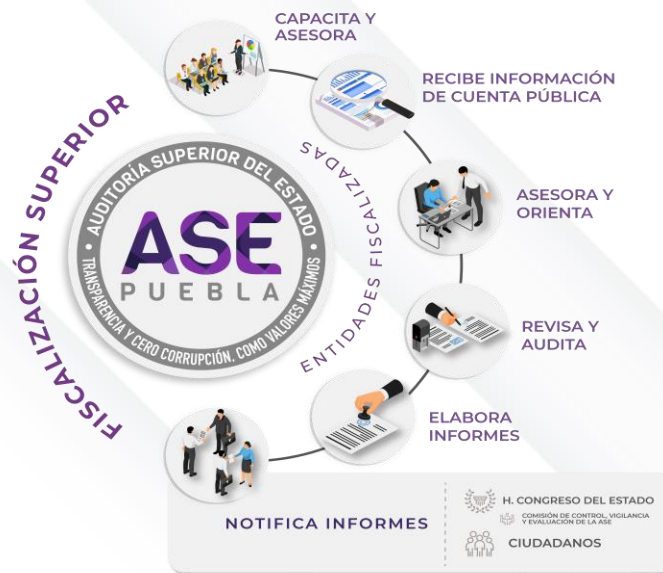 CAPACITA Y
ASESORA
RECIBE INFORMACIÓN
DE CUENTA PÚBLICA
FISCALIZACIÓN SUPERIOR
AUDITORÍA SUPERIOR DEL ESTADO
ASE
PUEBLA
• TRANSPARENCIA Y CERO CORRUPCIÓN, COMO VALORES MÁXIMOS •
ENTIDADES FISCALIZADAS
ASESORA Y
ORIENTA
REVISA Y
AUDITA
ELABORA
INFORMES
NOTIFICA INFORMES
H. CONGRESO DEL ESTADO
COMISIÓN DE CONTROL, VIGILANCIA
Y EVALUACIÓN DE LA ASE
CIUDADANOS